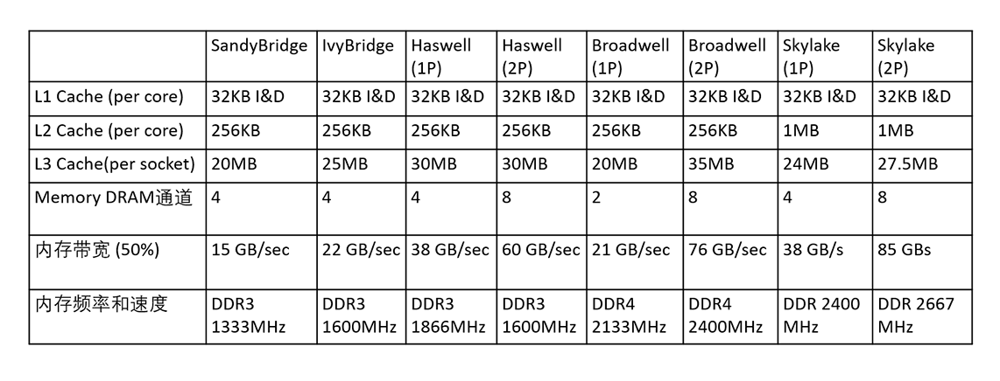 SandyBridge IvyBridge Haswell (1P) Haswell (2P) Broadwell (1P) Broadwell (2P) Skylake (1P) Skylake (2P)
L1 Cache (per core) 32KB I&D 32KB I&D 32KB I&D 32KB I&D 32KB I&D 32KB I&D 32KB I&D 32KB I&D
L2 Cache (per core) 256KB 256KB 256KB 256KB 256KB 256KB 1MB 1MB
L3 Cache(per socket) 20MB 25MB 30MB 30MB 20MB 35MB 24MB 27.5MB
Memory DRAM通道 4 4 4 8 2 8 4 8
内存带宽 (50%) 15 GB/sec 22 GB/sec 38 GB/sec 60 GB/sec 21 GB/sec 76 GB/sec 38 GB/s 85 GBs
内存频率和速度 DDR3 1333MHz DDR3 1600MHz DDR3 1866MHz DDR3 1600MHz DDR4 2133MHz DDR4 2400MHz DDR 2400 MHz DDR 2667 MHz